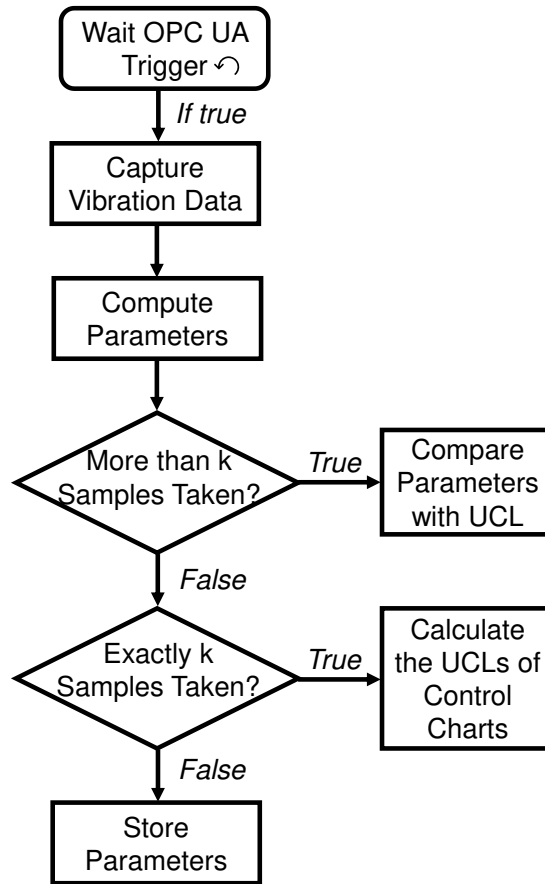 Wait OPC UA
Trigger
If true
Capture
Vibration Data
Compute
Parameters
More than k
Samples Taken?
True
Compare
Parameters
with UCL
False
Exactly k
Samples Taken?
True
Calculate
the UCLs of
Control
Charts
False
Store
Parameters